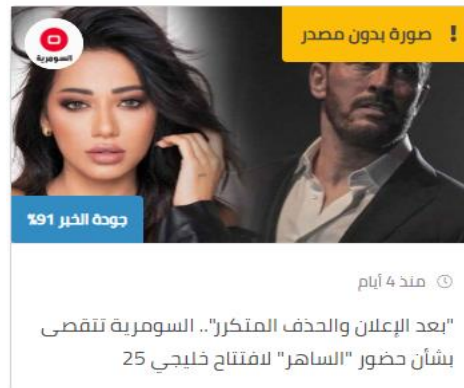 ! صورة بدون مصدر
السومرية
جودة الخبر 91%
منذ 4 أيام
"بعد الإعلان والحذف المتكرر".. السومرية تتقصى
بشأن حضور "الساهر" لافتتاح خليجي 25